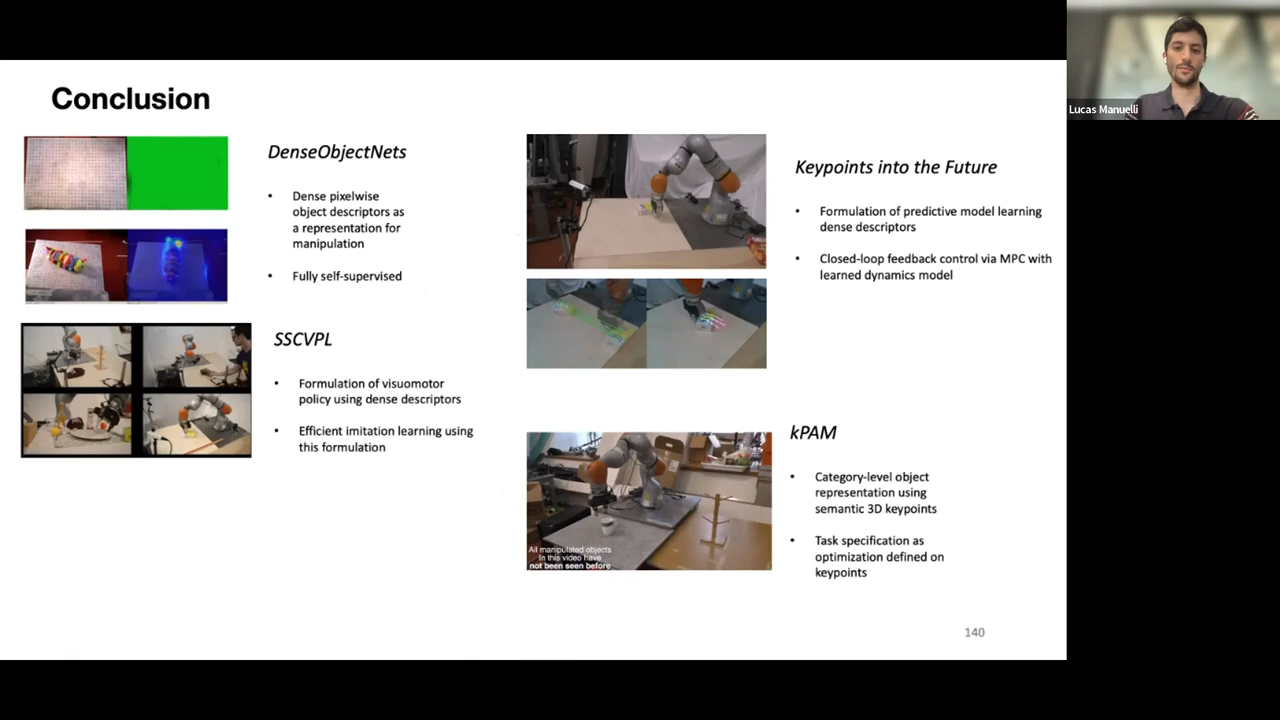 Conclusion
DenseObjectNets
• Dense pixelwise
object descriptors as
a representation for
manipulation
• Fully self-supervised
SSCVPL
• Formulation of visuomotor
policy using dense descriptors
• Efficient imitation learning using
this formulation
Keypoints into the Future
• Formulation of predictive model learning
dense descriptors
• Closed-loop feedback control via MPC with
learned dynamics model
kPAM
• Category-level object
representation using
semantic 3D keypoints
• Task specification as
optimization defined on
keypoints
All manipulated objects
In this video have
not been seen before
140
Lucas Manuelli